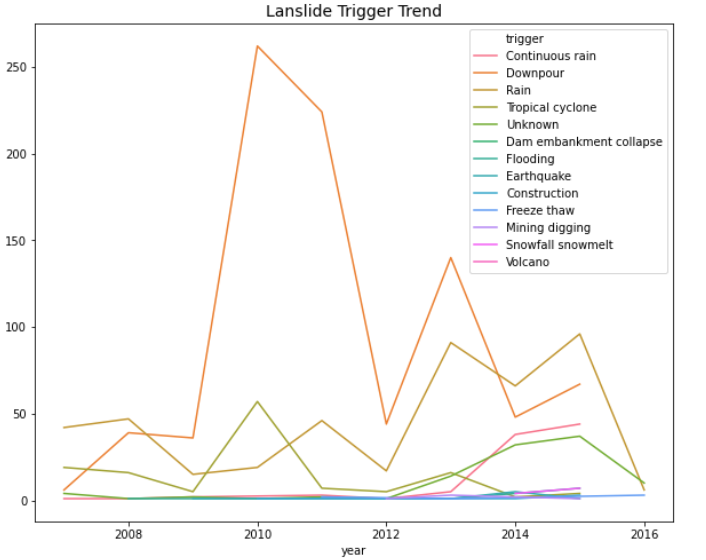 Lanslide Trigger Trend
trigger
Continuous rain
Downpour
Rain
Tropical cyclone
Unknown
Dam embankment collapse
Flooding
Earthquake
Construction
Freeze thaw
Mining digging
Snowfall snowmelt
Volcano
250
200
150
100
50
0
2008 2010 2012 2014 2016
year